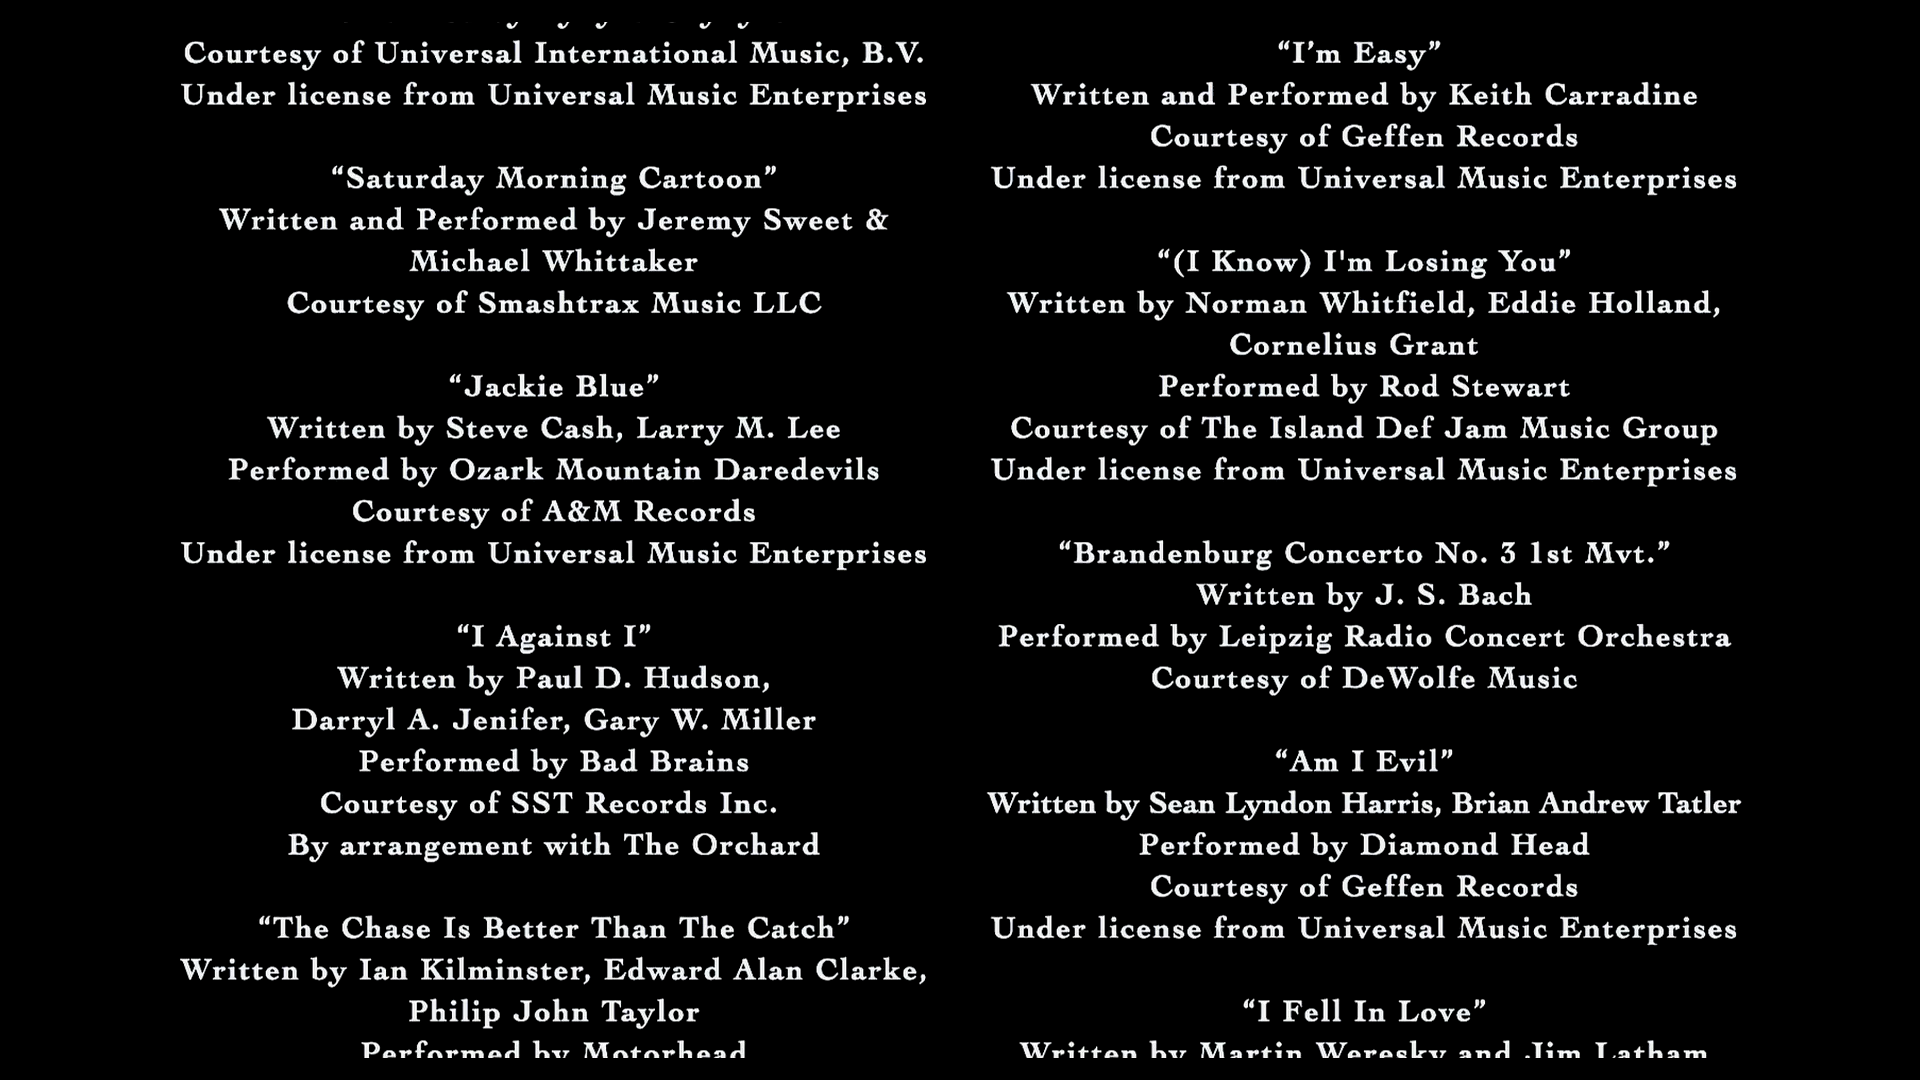 Courtesy of Universal International Music, B.V.
Under license from Universal Music Enterprises
“Saturday Morning Cartoon”
Written and Performed by Jeremy Sweet &
Michael Whittaker
Courtesy of Smashtrax Music LLC
“Jackie Blue”
Written by Steve Cash, Larry M. Lee
Performed by Ozark Mountain Daredevils
Courtesy of A&M Records
Under license from Universal Music Enterprises
“I Against I”
Written by Paul D. Hudson,
Darryl A. Jenifer, Gary W. Miller
Performed by Bad Brains
Courtesy of SST Records Inc.
By arrangement with The Orchard
“The Chase Is Better Than The Catch”
Written by Ian Kilminster, Edward Alan Clarke,
Philip John Taylor
Performed by Motorhead
“I’m Easy”
Written and Performed by Keith Carradine
Courtesy of Geffen Records
Under license from Universal Music Enterprises
“(I Know) I'm Losing You”
Written by Norman Whitfield, Eddie Holland,
Cornelius Grant
Performed by Rod Stewart
Courtesy of The Island Def Jam Music Group
Under license from Universal Music Enterprises
“Brandenburg Concerto No. 3 1st Mvt.”
Written by J. S. Bach
Performed by Leipzig Radio Concert Orchestra
Courtesy of DeWolfe Music
“Am I Evil”
Written by Sean Lyndon Harris, Brian Andrew Tatler
Performed by Diamond Head
Courtesy of Geffen Records
Under license from Universal Music Enterprises
“I Fell In Love”
Written by Martin Weresky and Jim Latham